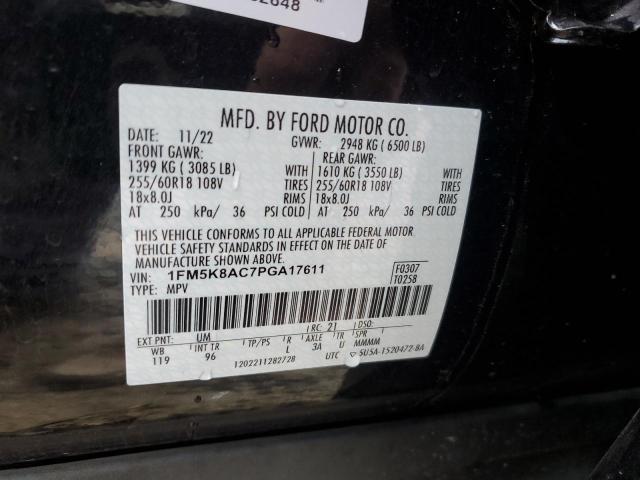 MFD. BY FORD MOTOR CO.
DATE: 11/22 GVWR: 2948 KG ( 6500 LB)
FRONT GAWR: REAR GAWR:
1399 KG ( 3085 LB) WITH 1610 KG ( 3550 LB) WITH
255/60R18 108V TIRES 255/60R18 108V TIRES
18x8.0J RIMS 18x8.0J RIMS
AT 250 kPa/ 36 PSI COLD AT 250 kPa/ 36 PSI COLD
THIS VEHICLE CONFORMS TO ALL APPLICABLE FEDERAL MOTOR
VEHICLE SAFETY STANDARDS IN EFFECT ON THE DATE OF
MANUFACTURE SHOWN ABOVE.
VIN: 1FM5K8AC7PGA17611 F0307
TYPE: MPV T0258
EXT PNT: UM RC: 21 DSO:
WB INT TR TP/PS R AXLE TR
119 96 L 3A U MMMM
1202211282728 UTC 5U5A-1520472-BA